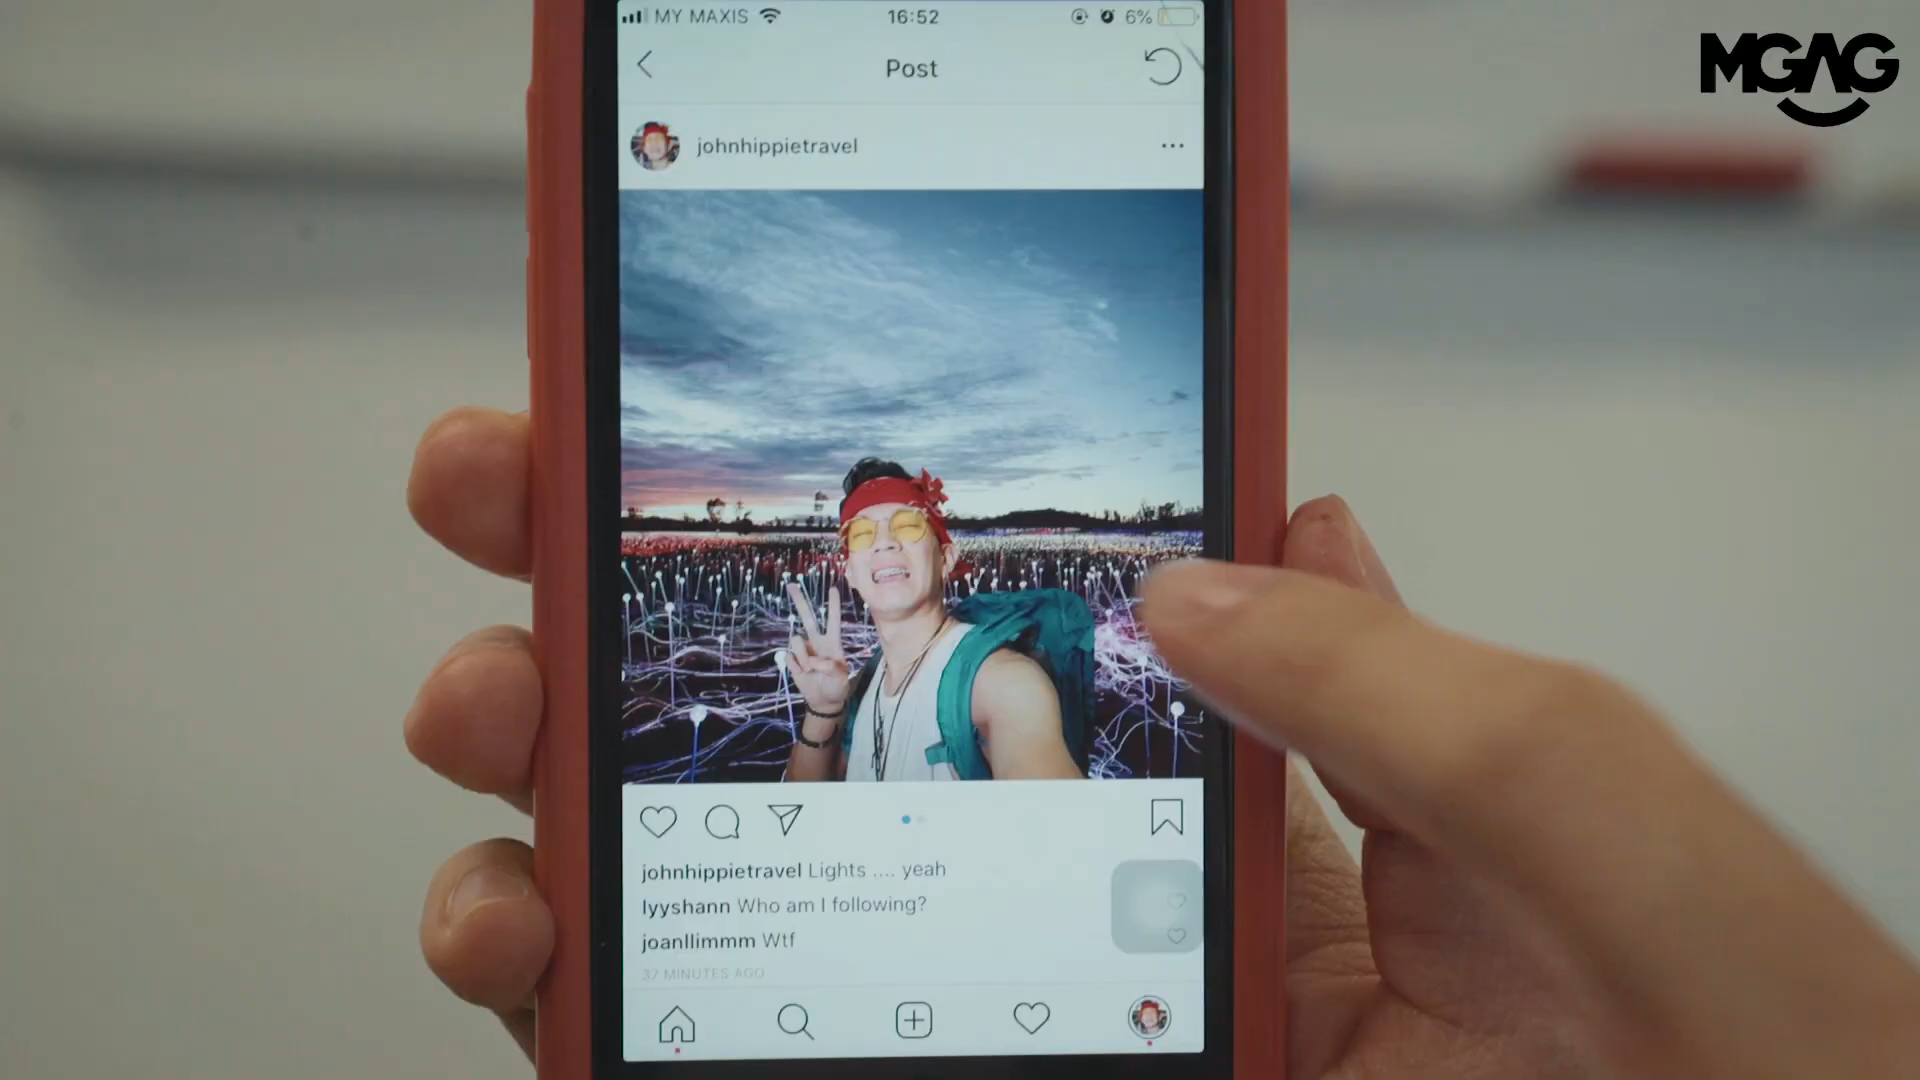 MY MAXIS 16:52 6%
MGAG
Post
johnhippietravel
johnhippietravel Lights .... yeah
lyyshann Who am I following?
joanllimmm Wtf
37 MINUTES AGO